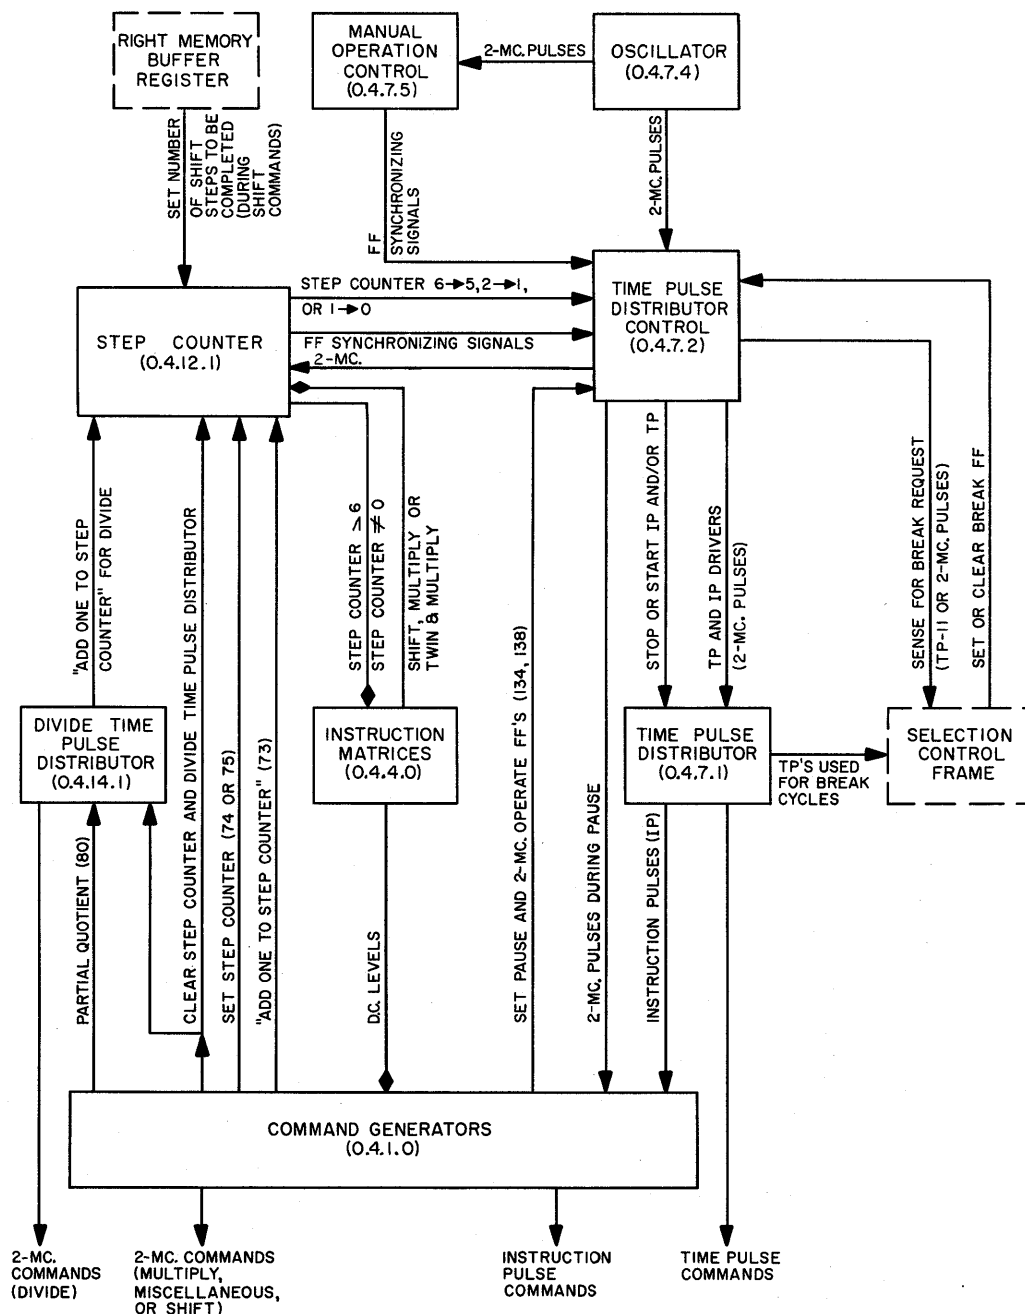 RIGHT MEMORY
BUFFER
REGISTER
MANUAL
OPERATION
CONTROL
(0.4.7.5)
2-MC. PULSES
OSCILLATOR
(0.4.7.4)
SET NUMBER
OF SHIFT
STEPS TO BE
COMPLETED
(DURING
SHIFT
COMMANDS)
FF
SYNCHRONIZING
SIGNALS
2-MC. PULSES
STEP COUNTER
(0.4.12.1)
STEP COUNTER 6→5, 2→1,
OR 1→0
FF SYNCHRONIZING SIGNALS
2-MC.
TIME PULSE
DISTRIBUTOR
CONTROL
(0.4.7.2)
"ADD ONE TO STEP
COUNTER" FOR DIVIDE
CLEAR STEP COUNTER AND DIVIDE TIME PULSE DISTRIBUTOR
SET STEP COUNTER (74 OR 75)
"ADD ONE TO STEP COUNTER" (73)
STEP COUNTER ≥ 6
STEP COUNTER ≠ 0
SHIFT, MULTIPLY OR
TWIN & MULTIPLY
SET PAUSE AND 2-MC. OPERATE FF'S (134, 138)
2-MC. PULSES DURING PAUSE
STOP OR START IP AND/OR TP
TP AND IP DRIVERS
(2-MC. PULSES)
SENSE FOR BREAK REQUEST
(TP-11 OR 2-MC. PULSES)
SET OR CLEAR BREAK FF
DIVIDE TIME
PULSE
DISTRIBUTOR
(0.4.14.1)
INSTRUCTION
MATRICES
(0.4.4.0)
TIME PULSE
DISTRIBUTOR
(0.4.7.1)
TP'S USED
FOR BREAK
CYCLES
SELECTION
CONTROL
FRAME
PARTIAL QUOTIENT (80)
D.C. LEVELS
INSTRUCTION PULSES (IP)
COMMAND GENERATORS
(0.4.1.0)
2-MC.
COMMANDS
(DIVIDE)
2-MC. COMMANDS
(MULTIPLY,
MISCELLANEOUS,
OR SHIFT)
INSTRUCTION
PULSE
COMMANDS
TIME PULSE
COMMANDS